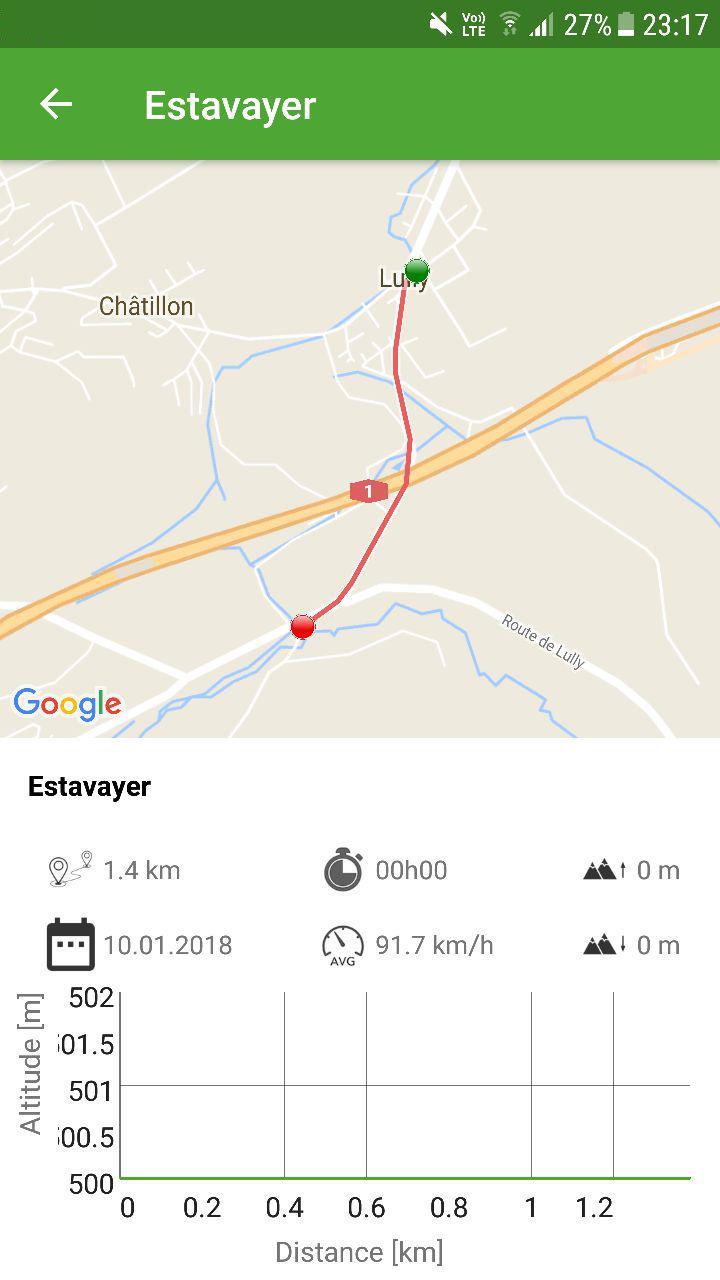 Vo))
LTE
27%
23:17
Estavayer
Lully
Châtillon
1
Route de Lully
Google
Estavayer
1.4 km
00h00
0 m
10.01.2018
AVG
91.7 km/h
0 m
Altitude [m]
502
01.5
501
00.5
500
0 0.2 0.4 0.6 0.8 1 1.2
Distance [km]